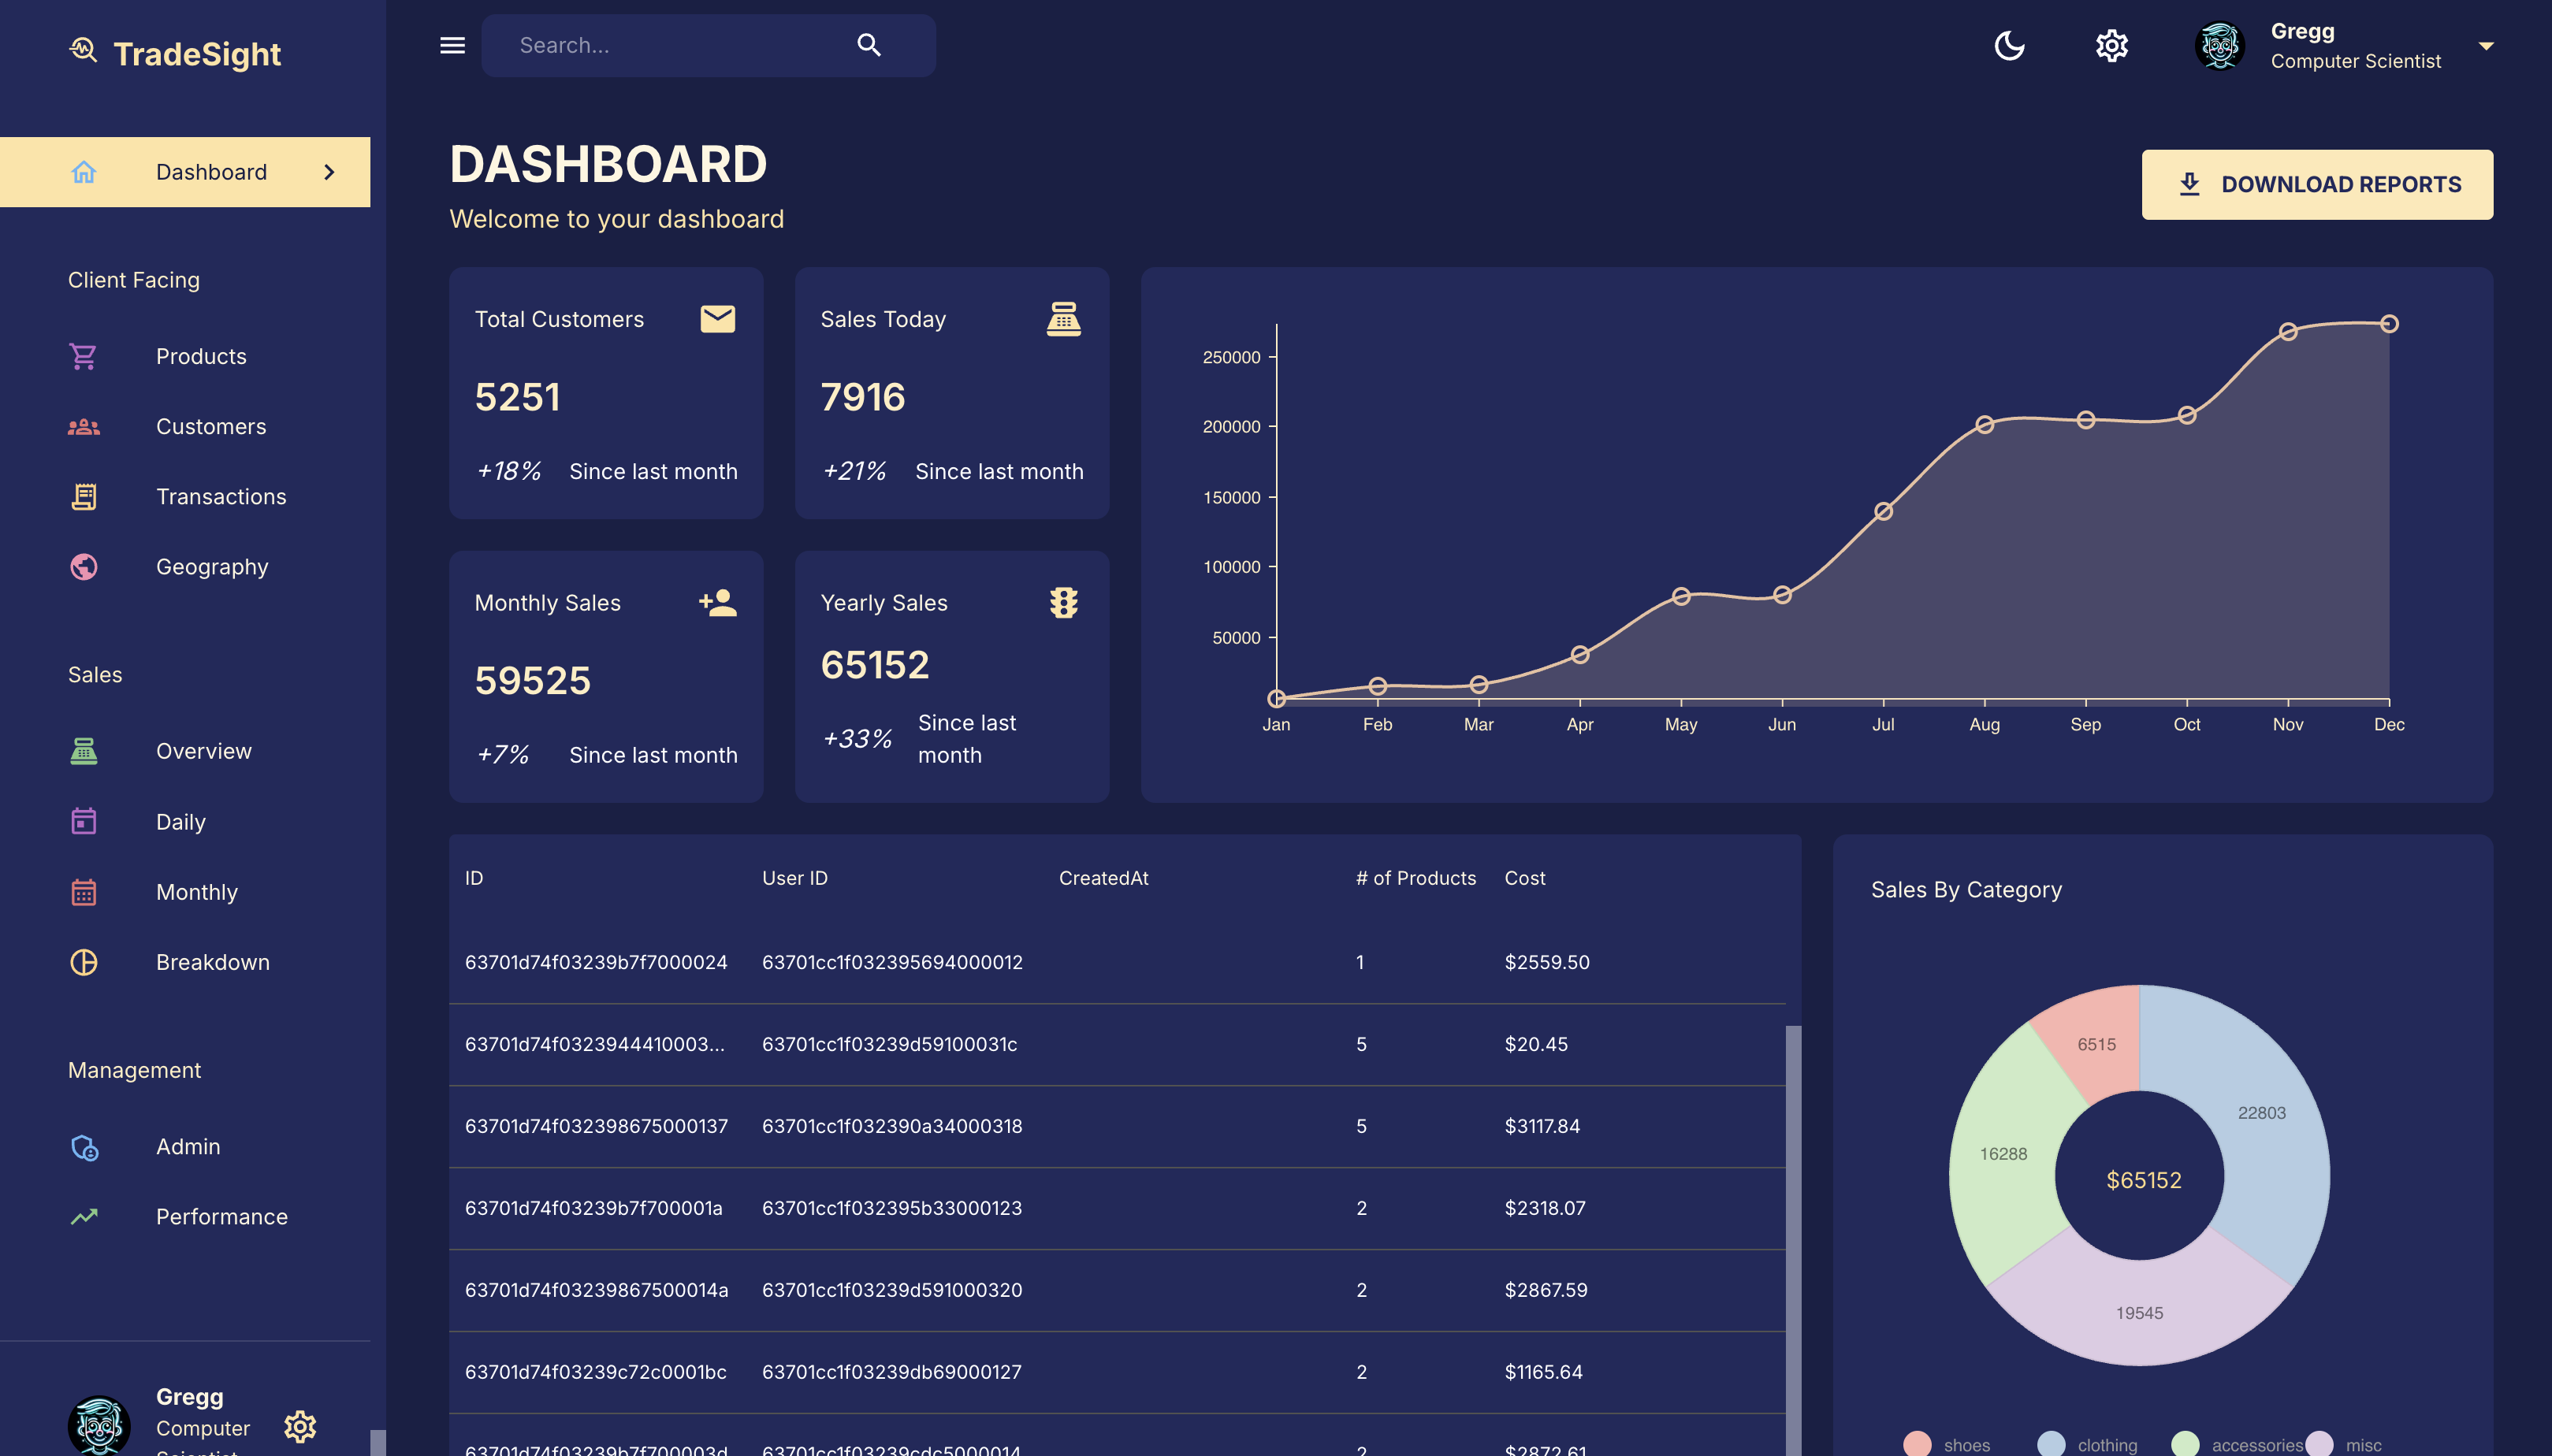 TradeSight
Search...
Gregg
Computer Scientist
Dashboard
Client Facing
Products
Customers
Transactions
Geography
Sales
Overview
Daily
Monthly
Breakdown
Management
Admin
Performance
Gregg
Computer
Scientist
DASHBOARD
Welcome to your dashboard
DOWNLOAD REPORTS
Total Customers
5251
+18% Since last month
Sales Today
7916
+21% Since last month
Monthly Sales
59525
+7% Since last month
Yearly Sales
65152
+33% Since last
month
250000
200000
150000
100000
50000
Jan Feb Mar Apr May Jun Jul Aug Sep Oct Nov Dec
ID User ID CreatedAt # of Products Cost
63701d74f03239b7f7000024 63701cc1f032395694000012 1 $2559.50
63701d74f0323944410003... 63701cc1f03239d59100031c 5 $20.45
63701d74f032398675000137 63701cc1f032390a34000318 5 $3117.84
63701d74f03239b7f700001a 63701cc1f032395b33000123 2 $2318.07
63701d74f03239867500014a 63701cc1f03239d591000320 2 $2867.59
63701d74f03239c72c0001bc 63701cc1f03239db69000127 2 $1165.64
63701d74f03239b7f700003d 63701cc1f03239cdc5000014 2 $2872.61
Sales By Category
6515
22803
16288
$65152
19545
shoes clothing accessories misc